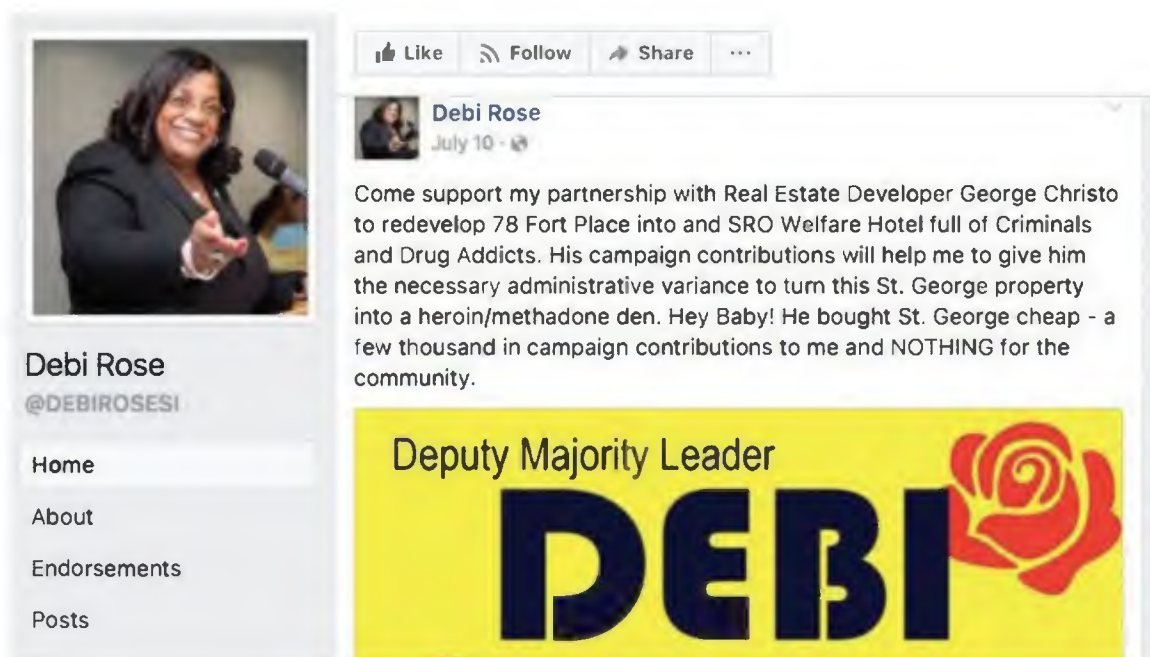 Like Follow Share ...
Debi Rose
July 10
Come support my partnership with Real Estate Developer George Christo
to redevelop 78 Fort Place into and SRO Welfare Hotel full of Criminals
and Drug Addicts. His campaign contributions will help me to give him
the necessary administrative variance to turn this St. George property
into a heroin/methadone den. Hey Baby! He bought St. George cheap - a
few thousand in campaign contributions to me and NOTHING for the
community.
Debi Rose
@DEBIROSESI
Home
About
Endorsements
Posts
Deputy Majority Leader
DEBI